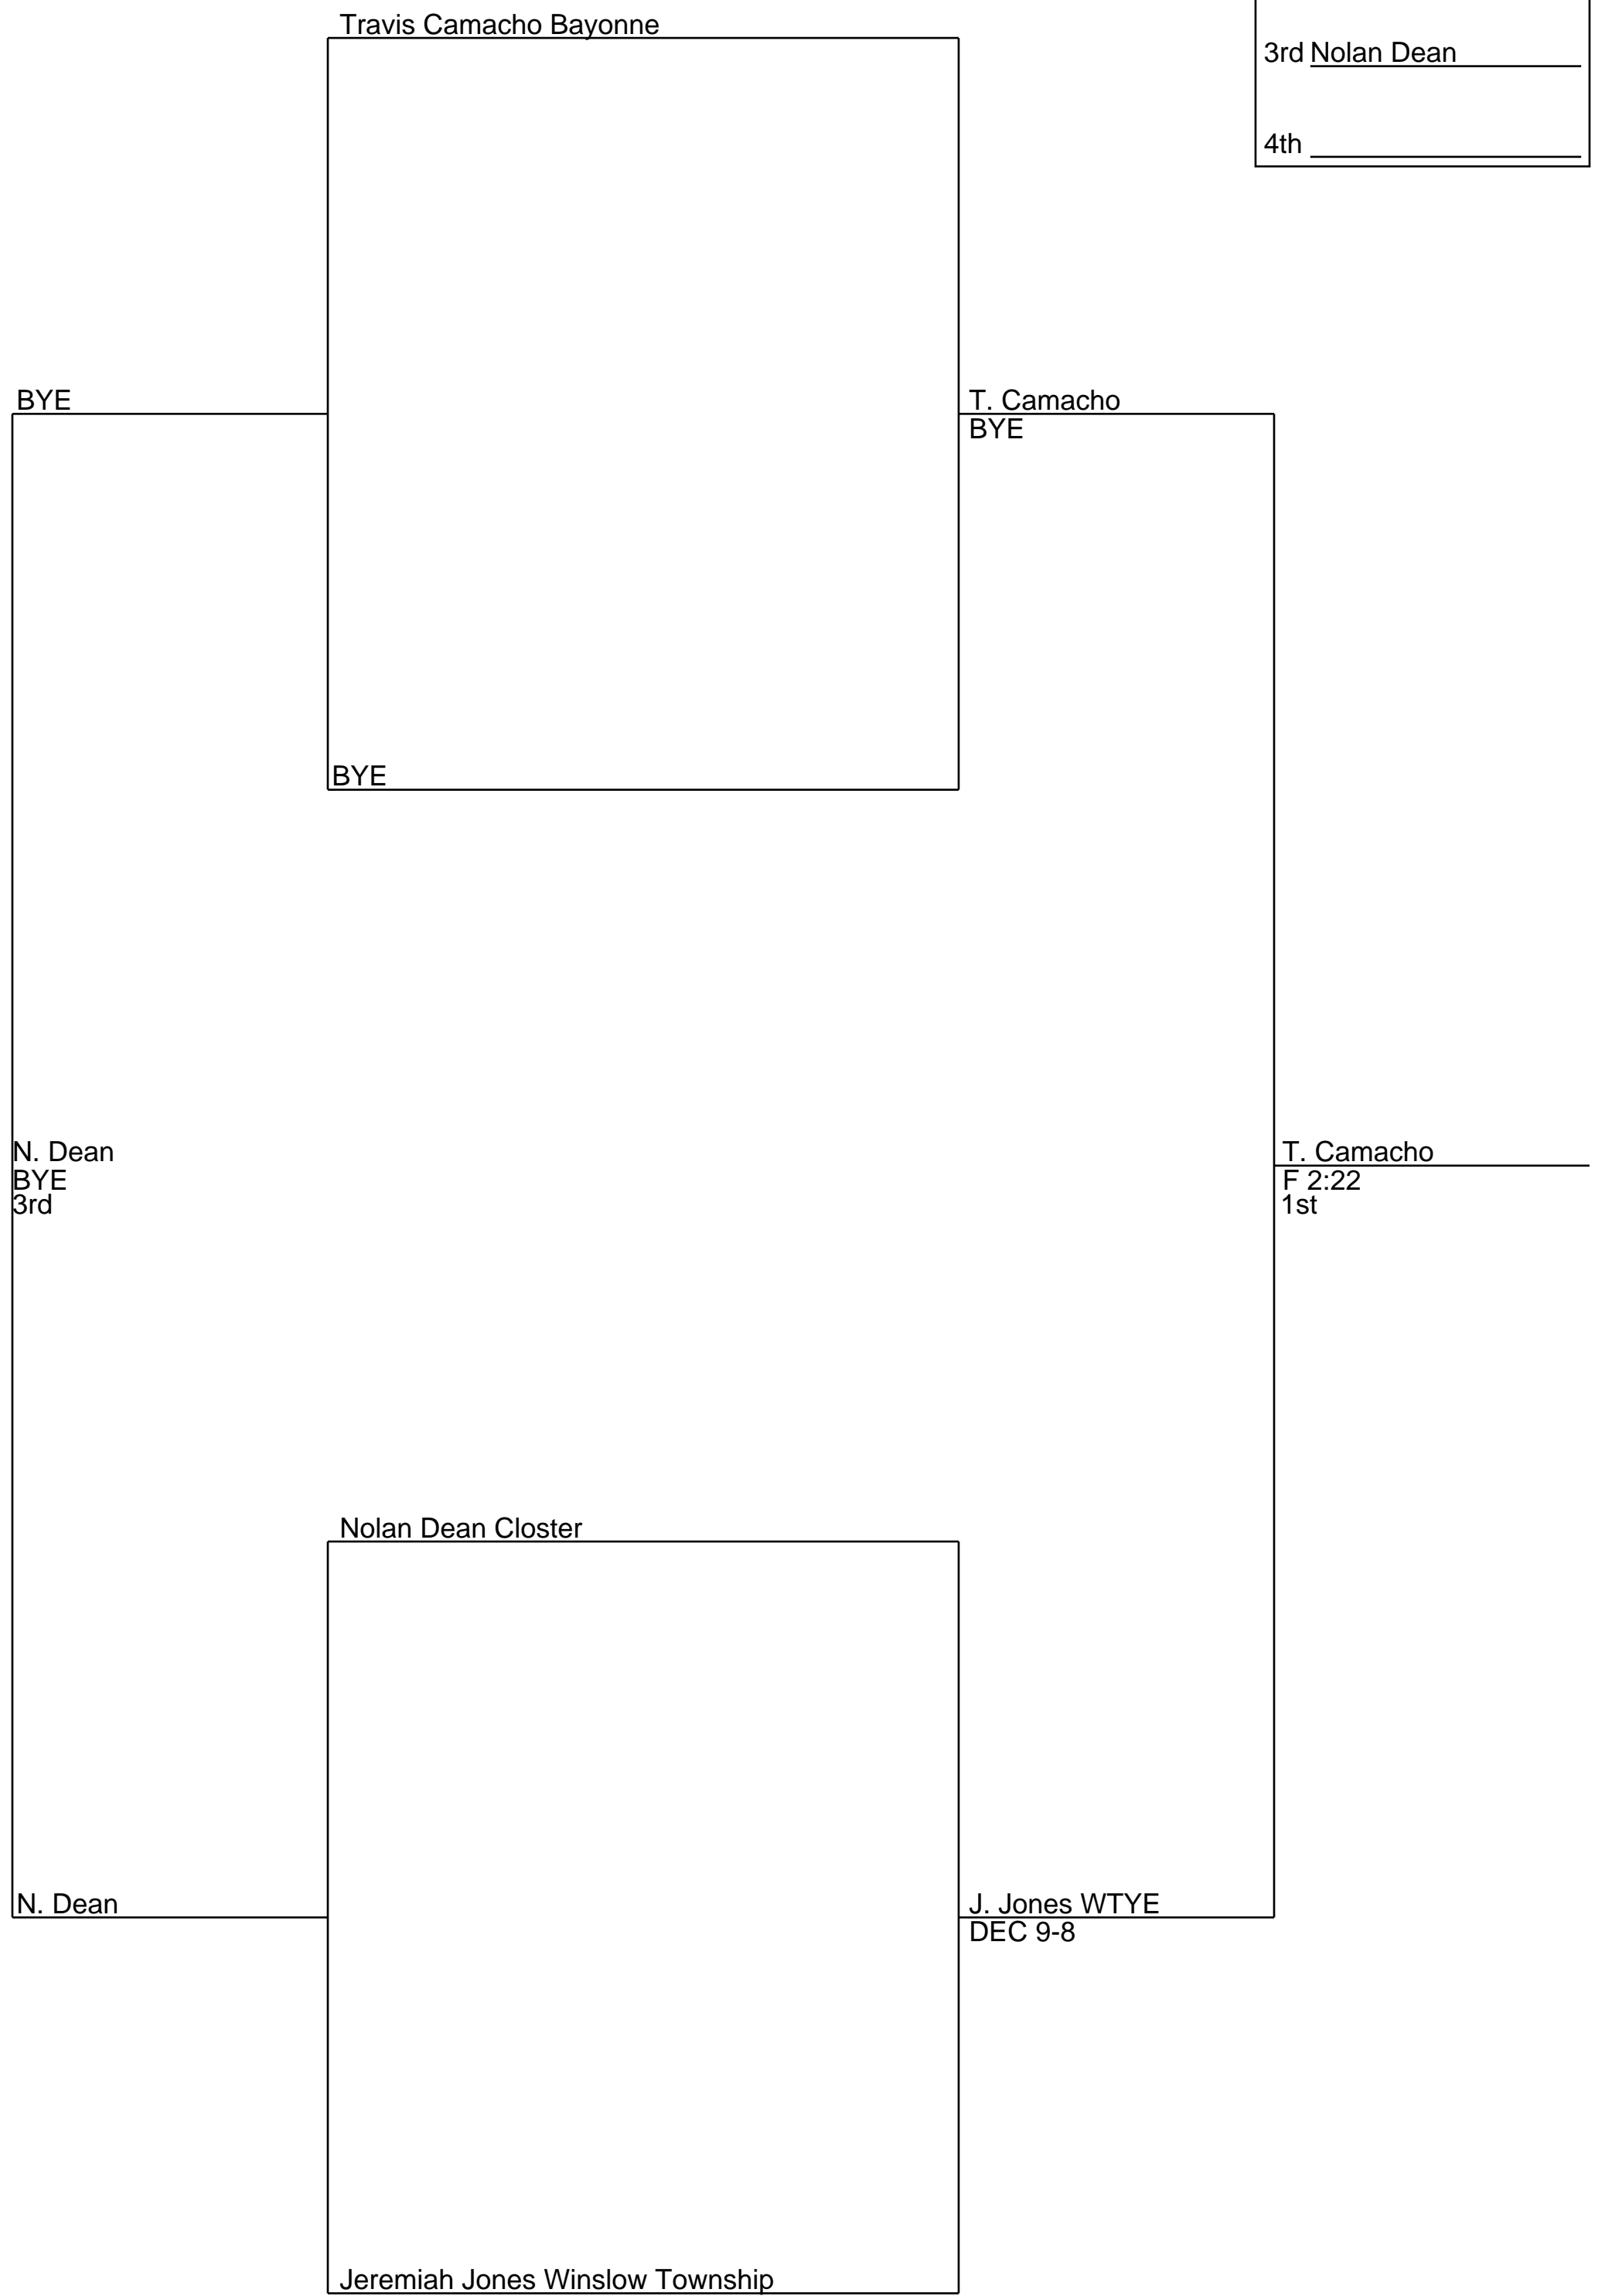 Travis Camacho Bayonne
3rd Nolan Dean
4th
BYE
T. Camacho
BYE
BYE
N. Dean
BYE
3rd
T. Camacho
F 2:22
1st
Nolan Dean Closter
N. Dean
J. Jones WTYE
DEC 9-8
Jeremiah Jones Winslow Township